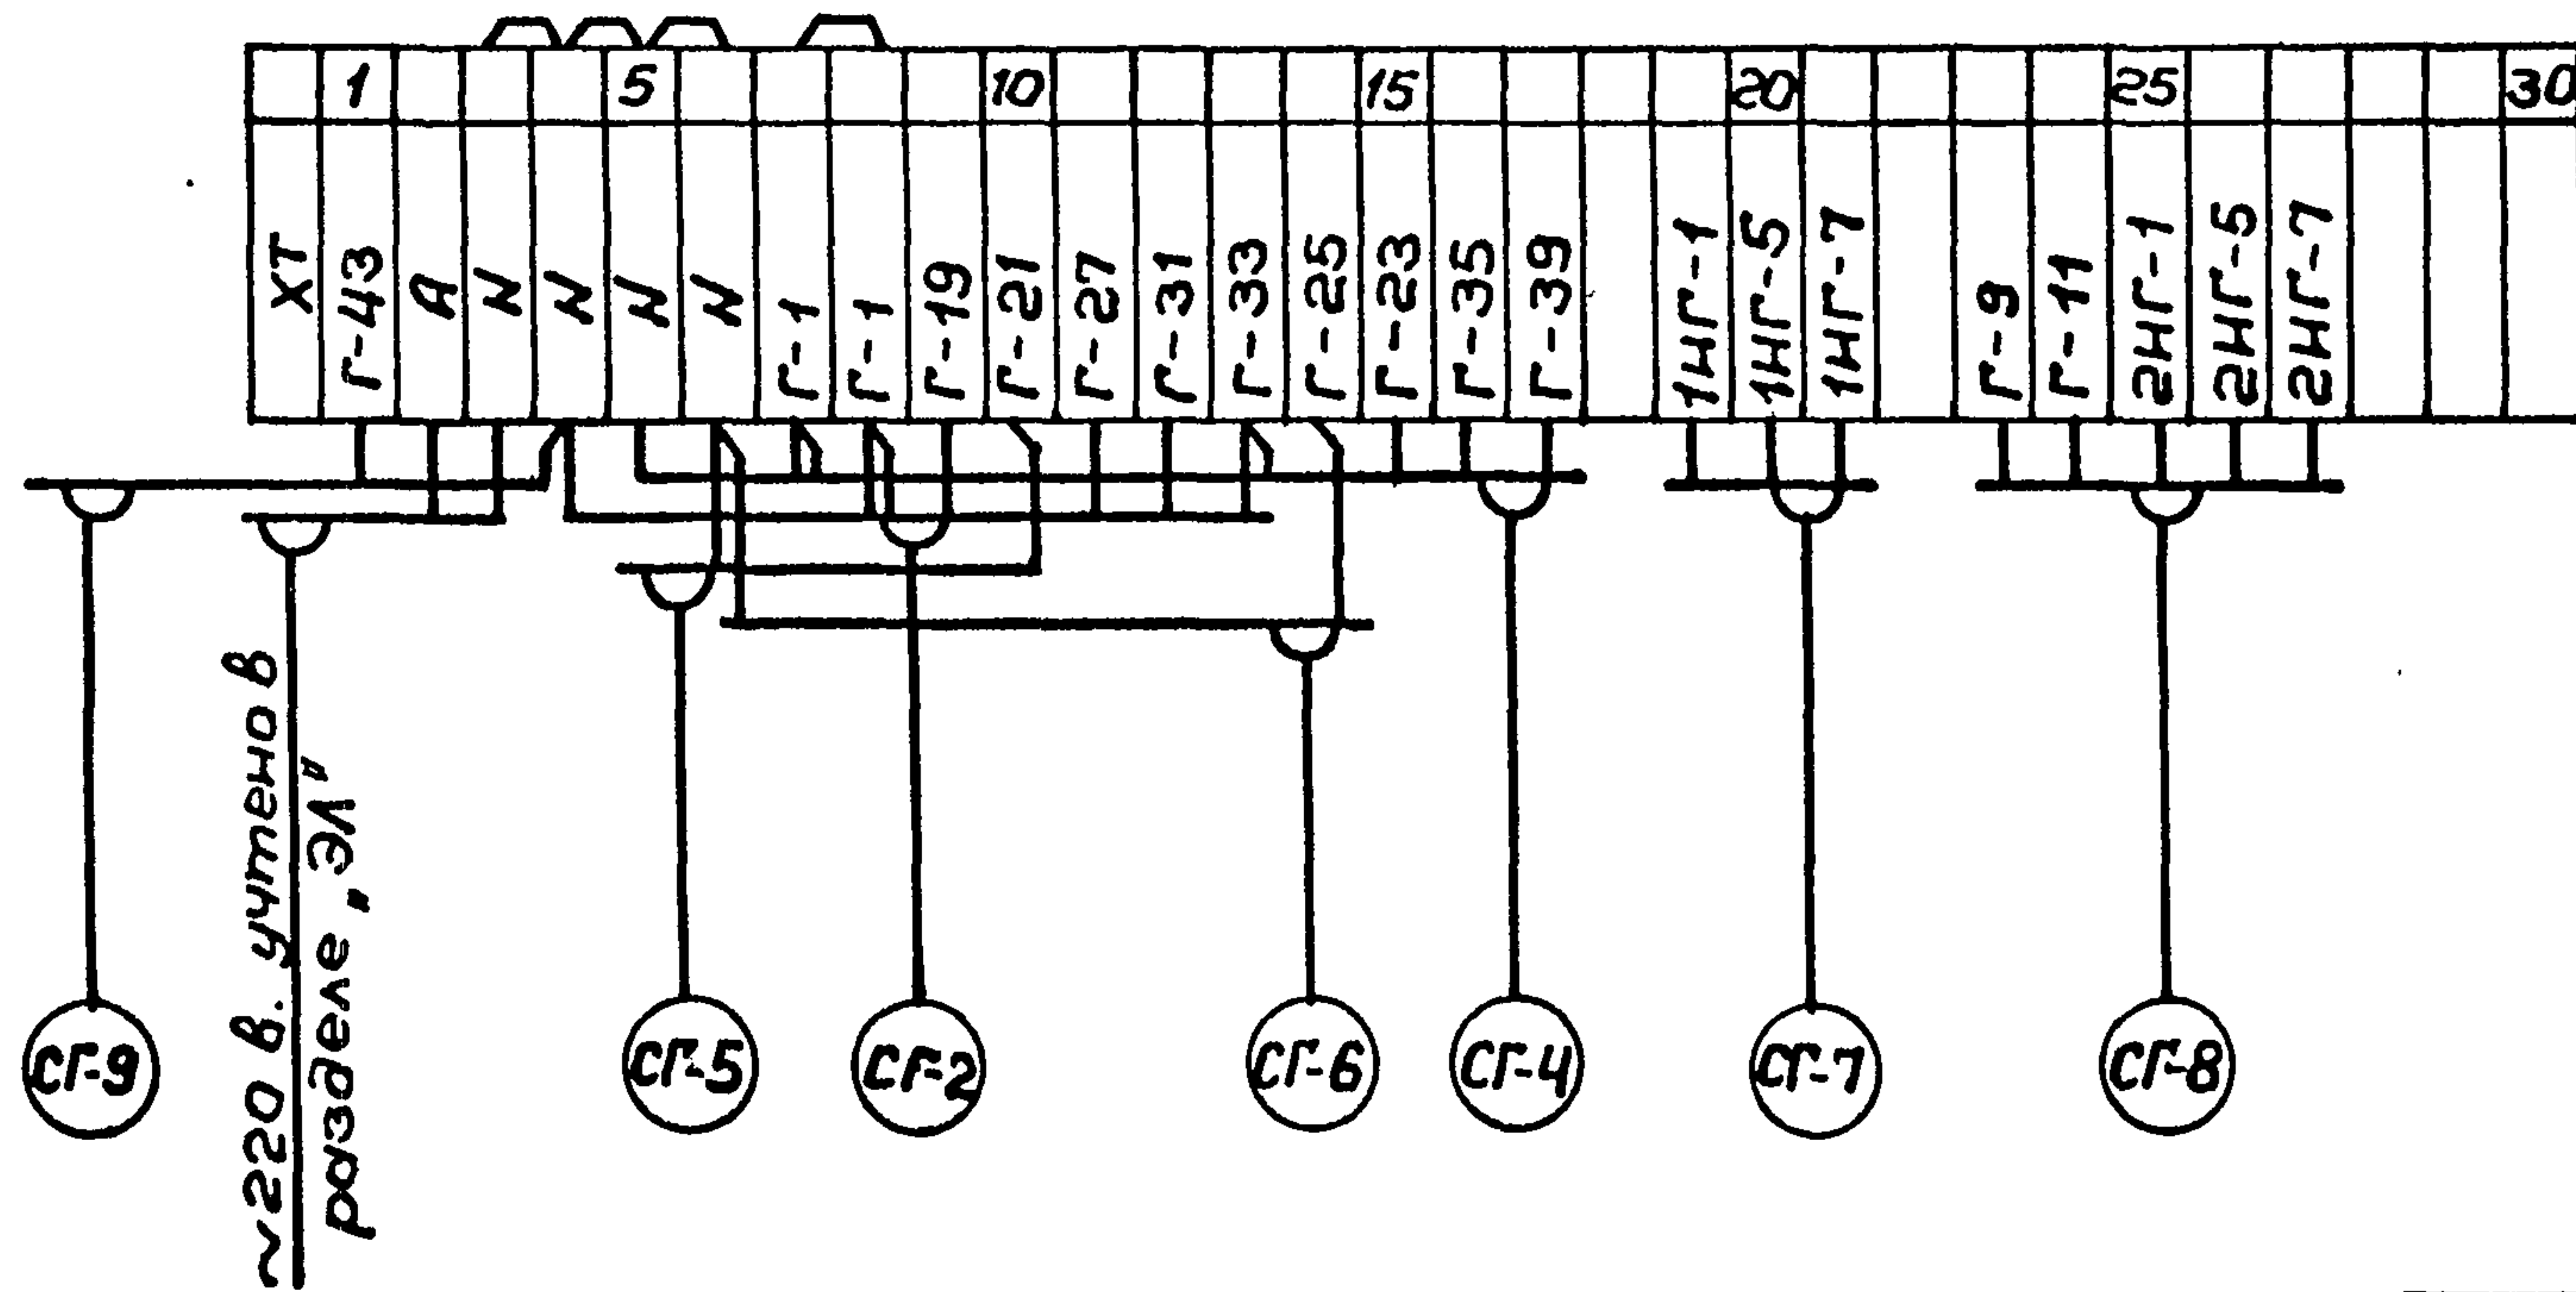 1 5 10 15 20 25 30
ХТ
Г-43
А
N
N
N
N
Г-1
Г-1
Г-19
Г-21
Г-27
Г-31
Г-33
Г-25
Г-23
Г-35
Г-39
1НГ-1
1НГ-5
1НГ-7
Г-9
Г-11
2НГ-1
2НГ-5
2НГ-7
~220 в. учтено в
разделе „ЭЛ"
СГ-9
СГ-5
СГ-2
СГ-6
СГ-4
СГ-7
СГ-8